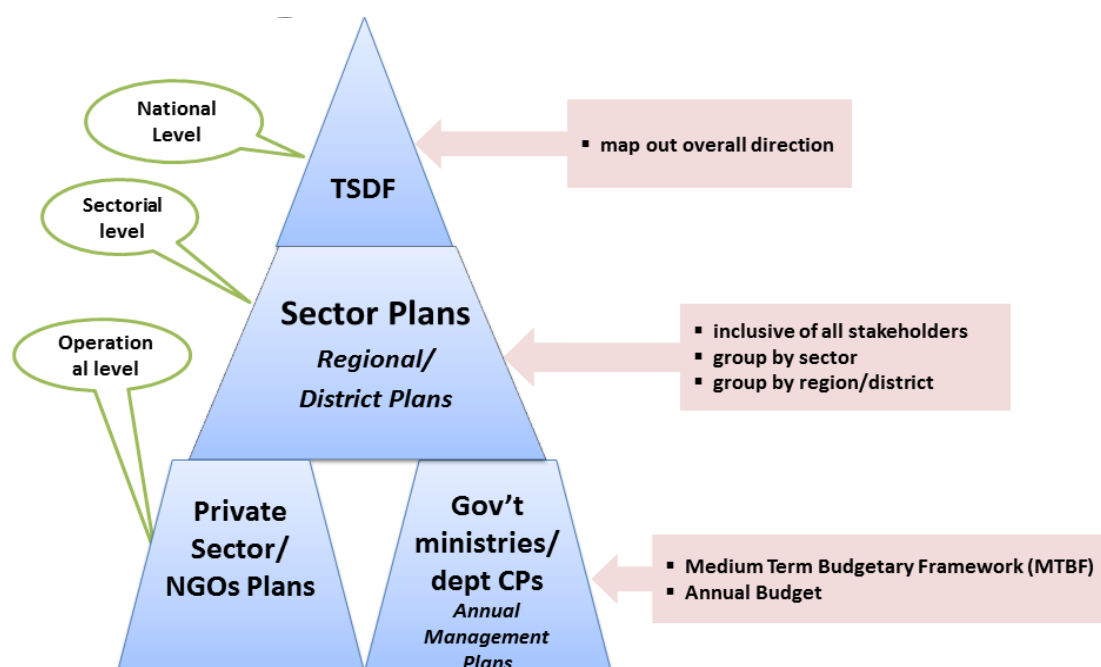 National
Level
▪ map out overall direction
TSDF
Sectorial
level
Sector Plans
Regional/
District Plans
▪ inclusive of all stakeholders
▪ group by sector
▪ group by region/district
Operation
al level
Private
Sector/
NGOs Plans
Gov’t
ministries/
dept CPs
Annual
Management
Plans
▪ Medium Term Budgetary Framework (MTBF)
▪ Annual Budget